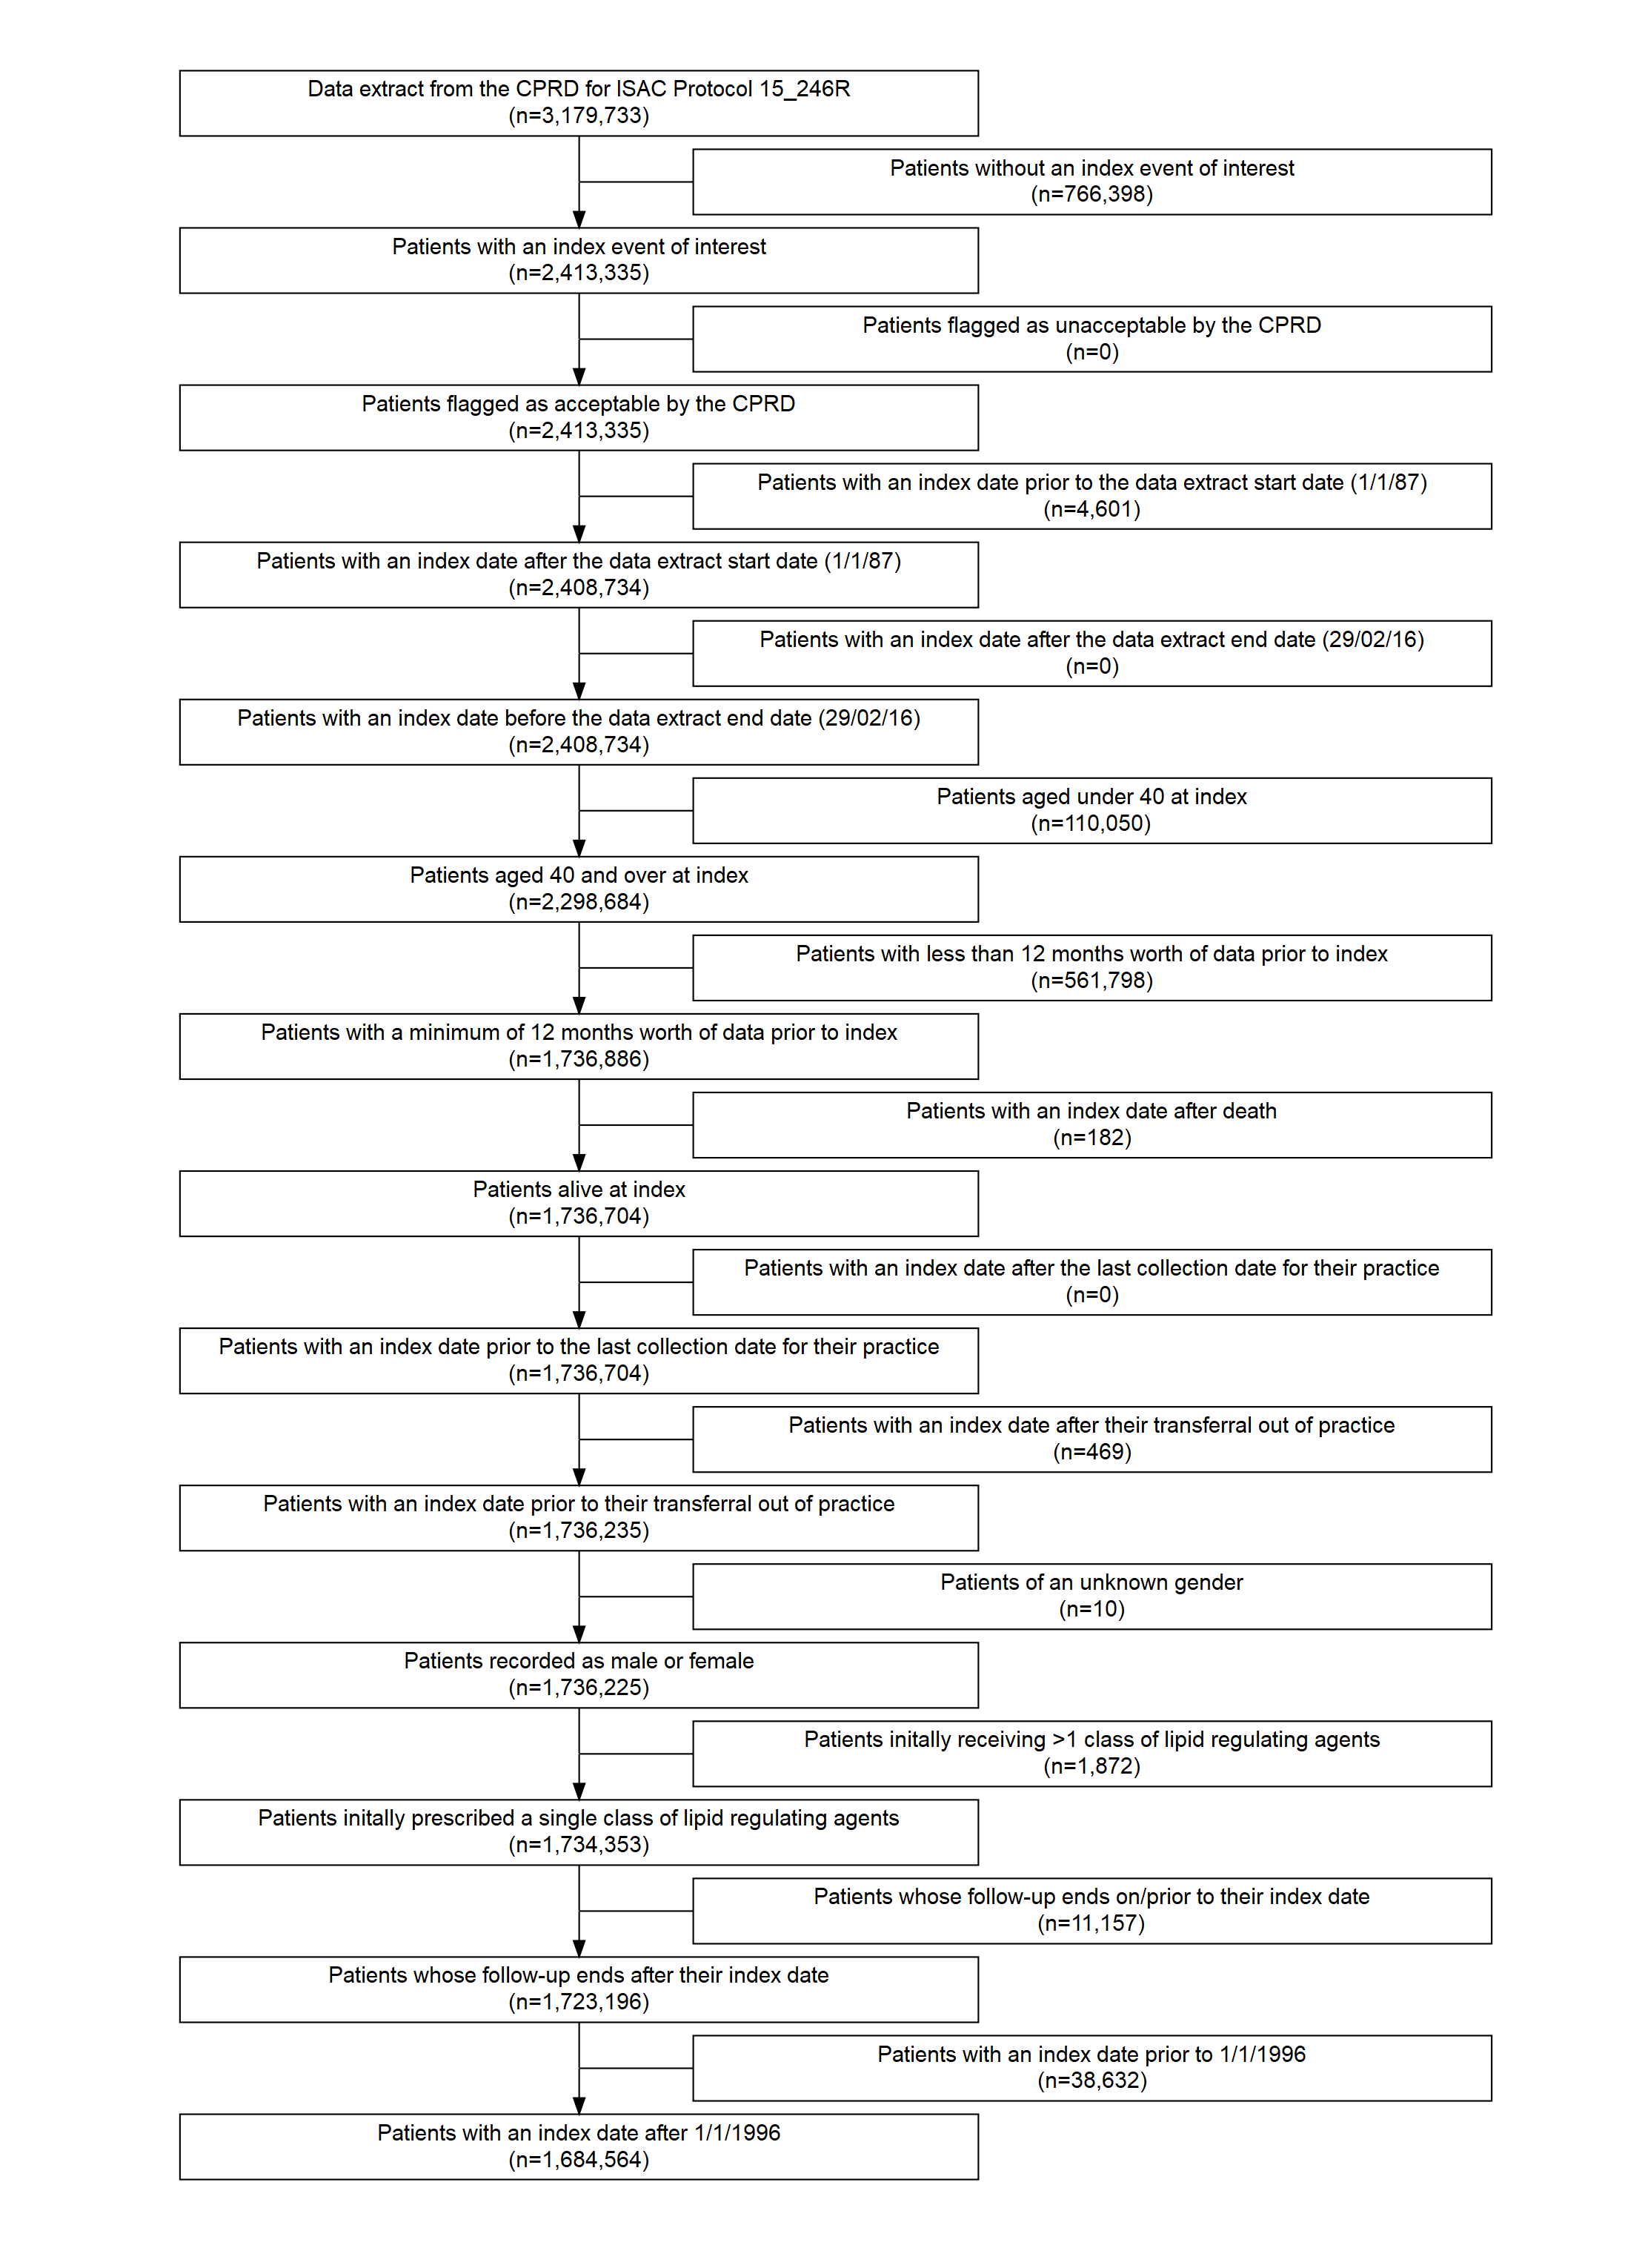 Data extract from the CPRD for ISAC Protocol 15_246R
(n=3,179,733)
Patients without an index event of interest
(n=766,398)
Patients with an index event of interest
(n=2,413,335)
Patients flagged as unacceptable by the CPRD
(n=0)
Patients flagged as acceptable by the CPRD
(n=2,413,335)
Patients with an index date prior to the data extract start date (1/1/87)
(n=4,601)
Patients with an index date after the data extract start date (1/1/87)
(n=2,408,734)
Patients with an index date after the data extract end date (29/02/16)
(n=0)
Patients with an index date before the data extract end date (29/02/16)
(n=2,408,734)
Patients aged under 40 at index
(n=110,050)
Patients aged 40 and over at index
(n=2,298,684)
Patients with less than 12 months worth of data prior to index
(n=561,798)
Patients with a minimum of 12 months worth of data prior to index
(n=1,736,886)
Patients with an index date after death
(n=182)
Patients alive at index
(n=1,736,704)
Patients with an index date after the last collection date for their practice
(n=0)
Patients with an index date prior to the last collection date for their practice
(n=1,736,704)
Patients with an index date after their transferral out of practice
(n=469)
Patients with an index date prior to their transferral out of practice
(n=1,736,235)
Patients of an unknown gender
(n=10)
Patients recorded as male or female
(n=1,736,225)
Patients initally receiving >1 class of lipid regulating agents
(n=1,872)
Patients initally prescribed a single class of lipid regulating agents
(n=1,734,353)
Patients whose follow-up ends on/prior to their index date
(n=11,157)
Patients whose follow-up ends after their index date
(n=1,723,196)
Patients with an index date prior to 1/1/1996
(n=38,632)
Patients with an index date after 1/1/1996
(n=1,684,564)